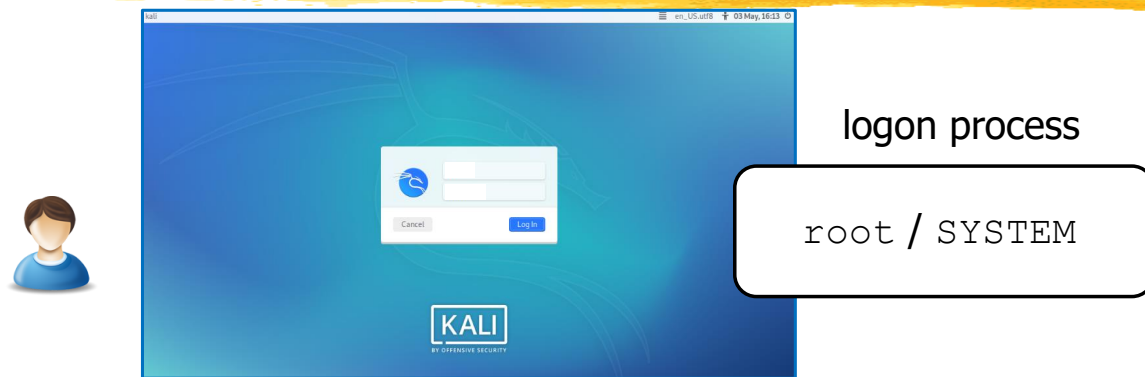 kali en_US.utf8 03 May, 16:13
logon process
root / SYSTEM
Cancel Log In
KALI
BY OFFENSIVE SECURITY